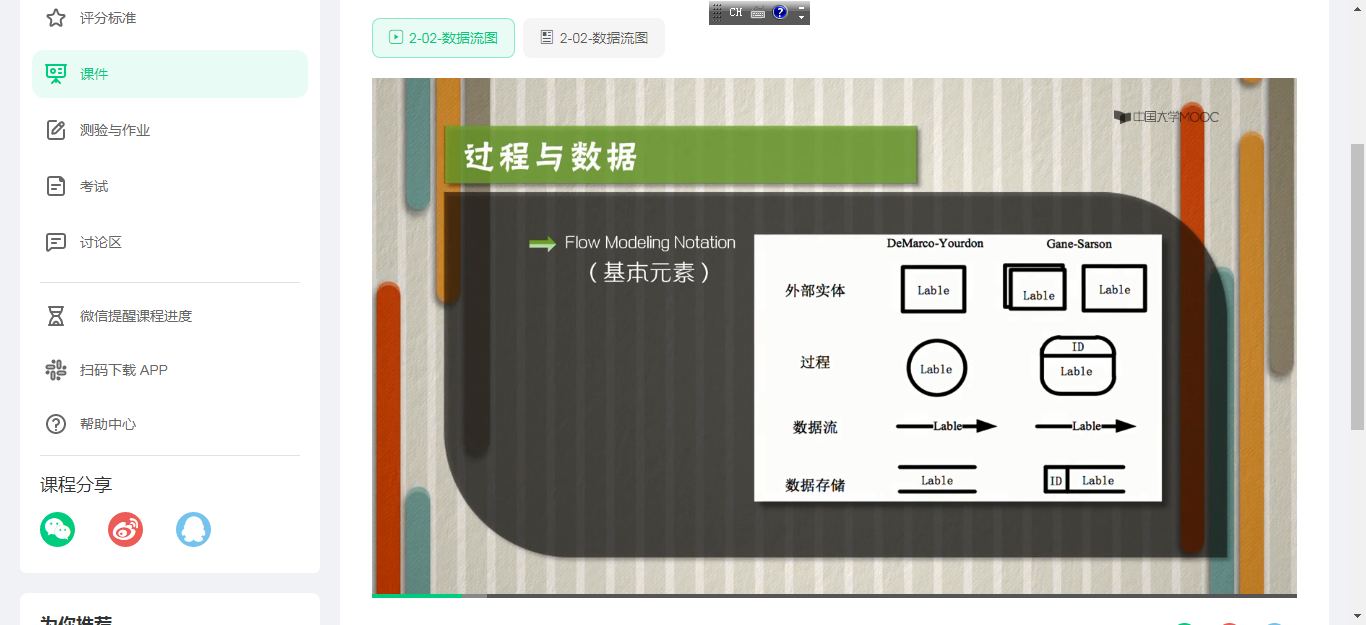 评分标准
课件
测验与作业
考试
讨论区
微信提醒课程进度
扫码下载 APP
帮助中心
课程分享
为你推荐
CH
2-02-数据流图
2-02-数据流图
中国大学MOOC
过程与数据
Flow Modeling Notation
（基本元素）
DeMarco-Yourdon Gane-Sarson
外部实体 Lable Lable Lable
过程 Lable ID Lable
数据流 Lable Lable
数据存储 Lable ID Lable